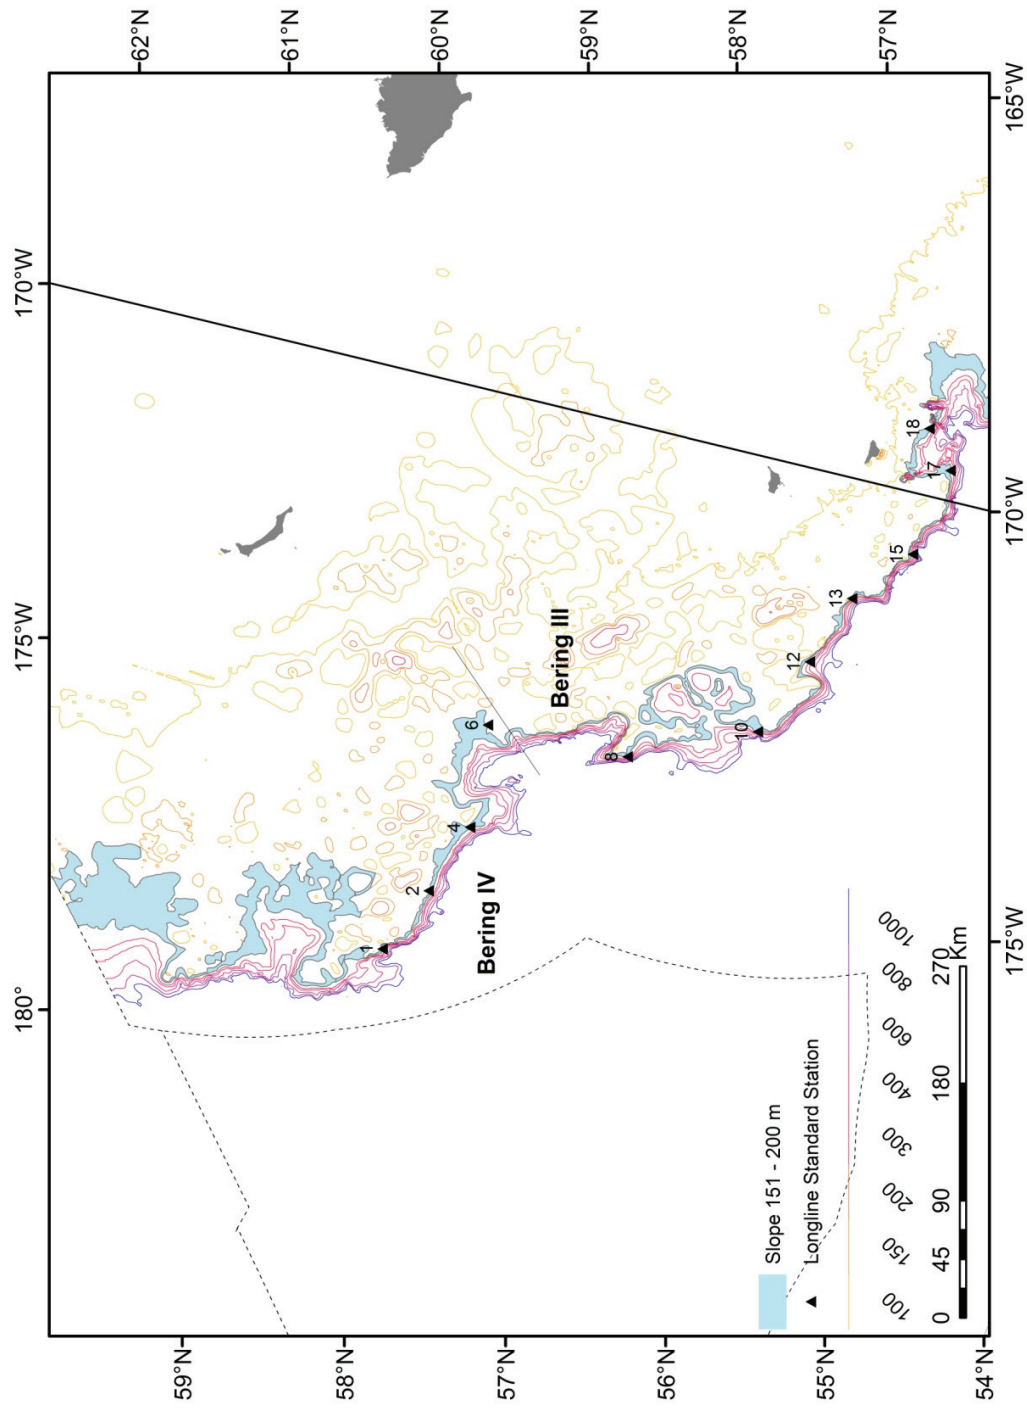 54°N
55°N
56°N
57°N
58°N
59°N
180°
175°W
170°W
175°W
170°W
165°W
57°N
58°N
59°N
60°N
61°N
62°N
Bering IV
Bering III
1
2
4
6
8
10
12
13
15
17
18
Slope 151 - 200 m
Longline Standard Station
100 150 200 300 400 600 800 1000
0 45 90 180 270
Km